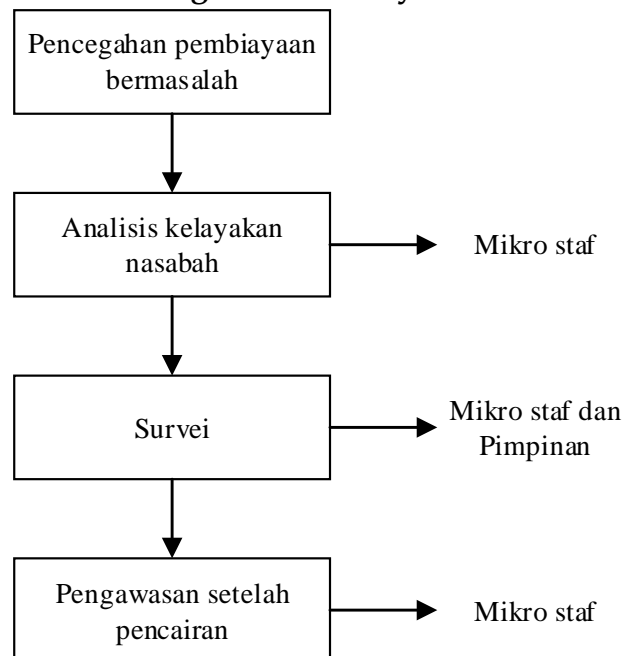 Pencegahan pembiayaan
bermasalah
Analisis kelayakan
nasabah
Mikro staf
Survei
Mikro staf dan
Pimpinan
Pengawasan setelah
pencairan
Mikro staf